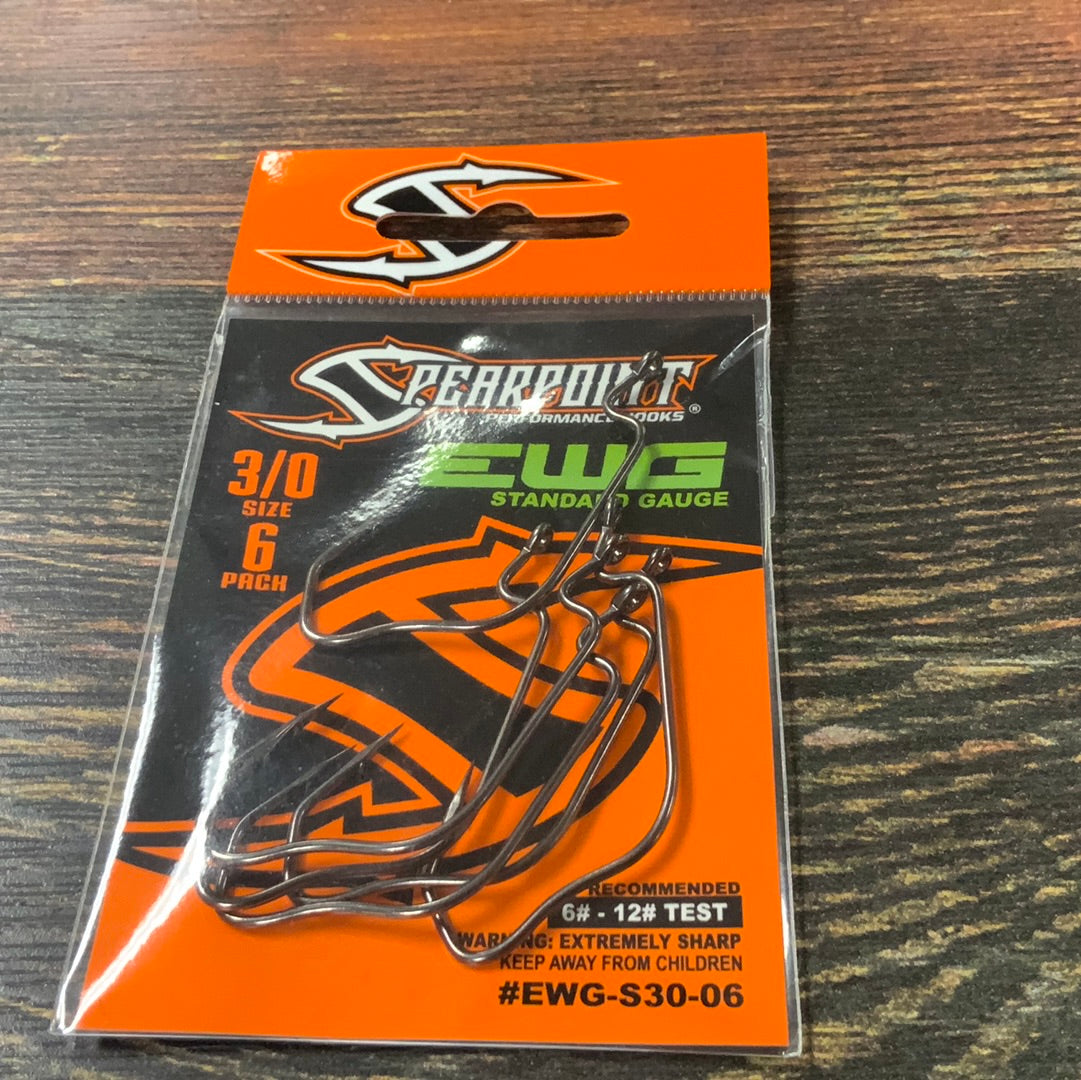 SPEARPOINT
PERFORMANCE HOOKS ®
EWG
STANDARD GAUGE
3/0
SIZE
6
PACK
RECOMMENDED
6# - 12# TEST
WARNING: EXTREMELY SHARP
KEEP AWAY FROM CHILDREN
#EWG-S30-06